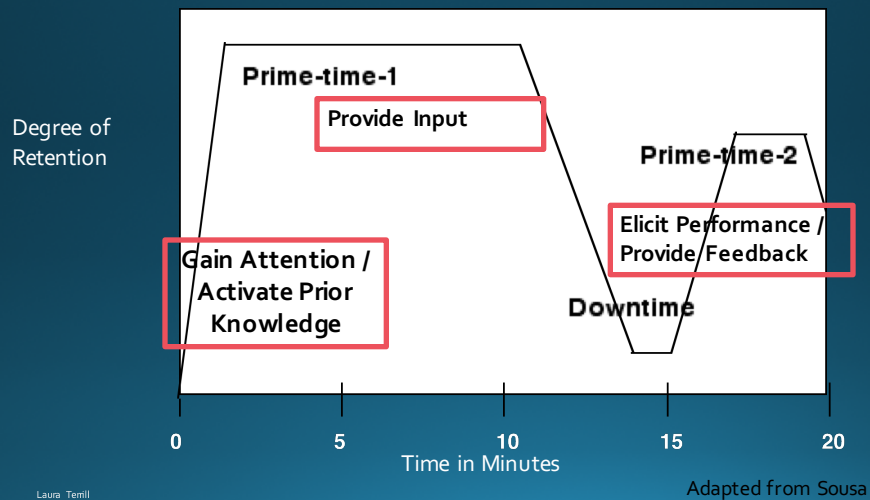 Prime-time-1
Provide Input
Degree of
Retention
Prime-time-2
Elicit Performance /
Provide Feedback
Gain Attention /
Activate Prior
Knowledge
Downtime
0 5 10 15 20
Time in Minutes
Adapted from Sousa
Laura Terrill